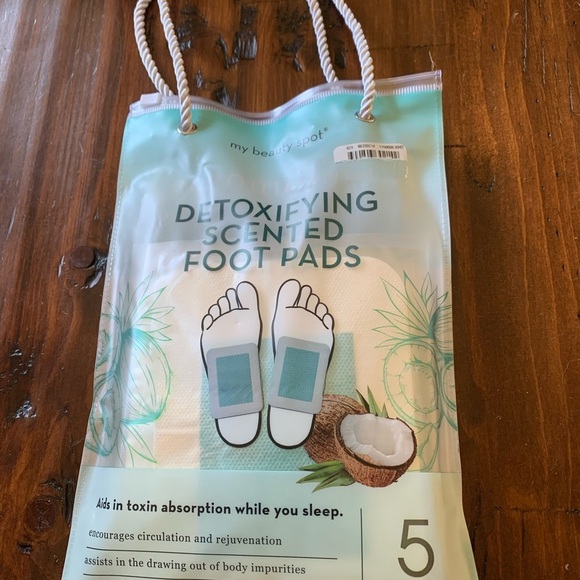 my beauty spot®
DETOXIFYING
SCENTED
FOOT PADS
Aids in toxin absorption while you sleep.
encourages circulation and rejuvenation
assists in the drawing out of body impurities
5